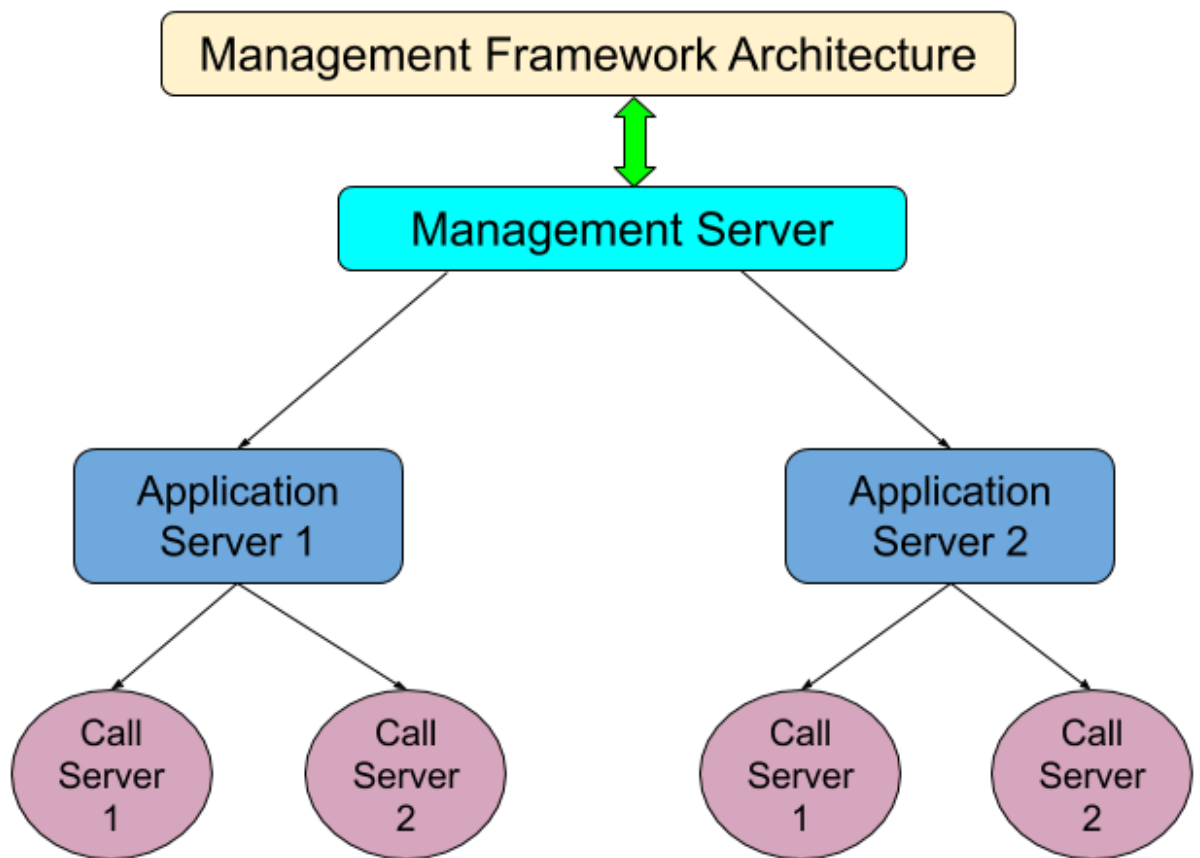 Management Framework Architecture
Management Server
Application
Server 1
Application
Server 2
Call
Server
1
Call
Server
2
Call
Server
1
Call
Server
2